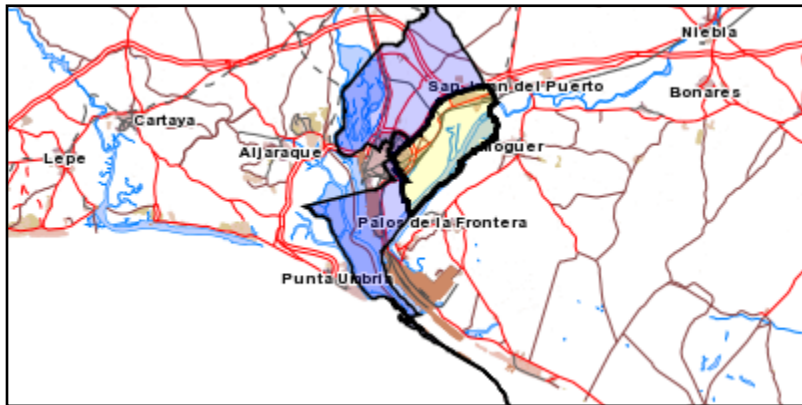 Niebla
San Juan del Puerto
Bonares
Cartaya
Aljaraque
Moguer
Lepe
Palos de la Frontera
Punta Umbría